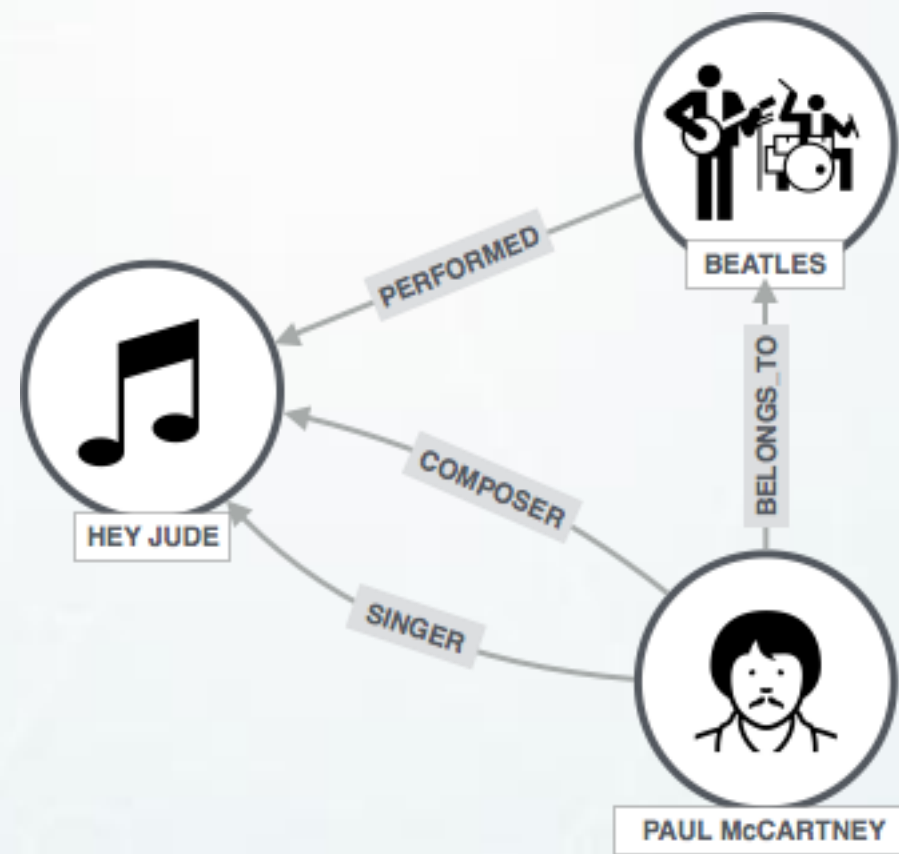 BEATLES
PERFORMED
BELONGS_TO
COMPOSER
HEY JUDE
SINGER
PAUL McCARTNEY